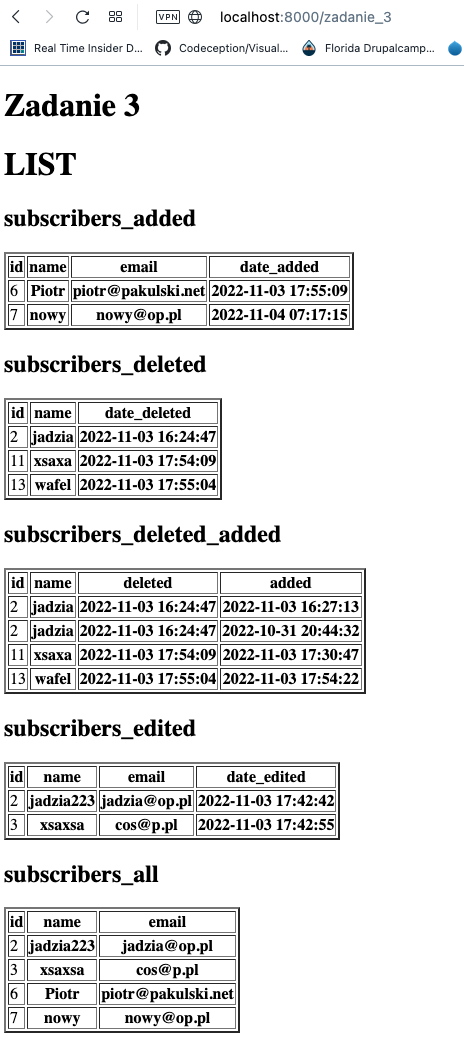 VPN localhost:8000/zadanie_3
Real Time Insider D... Codeception/Visual... Florida Drupalcamp...
Zadanie 3
LIST
subscribers_added
id name email date_added
6 Piotr piotr@pakulski.net 2022-11-03 17:55:09
7 nowy nowy@op.pl 2022-11-04 07:17:15
subscribers_deleted
id name date_deleted
2 jadzia 2022-11-03 16:24:47
11 xsaxa 2022-11-03 17:54:09
13 wafel 2022-11-03 17:55:04
subscribers_deleted_added
id name deleted added
2 jadzia 2022-11-03 16:24:47 2022-11-03 16:27:13
2 jadzia 2022-11-03 16:24:47 2022-10-31 20:44:32
11 xsaxa 2022-11-03 17:54:09 2022-11-03 17:30:47
13 wafel 2022-11-03 17:55:04 2022-11-03 17:54:22
subscribers_edited
id name email date_edited
2 jadzia223 jadzia@op.pl 2022-11-03 17:42:42
3 xsaxsa cos@p.pl 2022-11-03 17:42:55
subscribers_all
id name email
2 jadzia223 jadzia@op.pl
3 xsaxsa cos@p.pl
6 Piotr piotr@pakulski.net
7 nowy nowy@op.pl